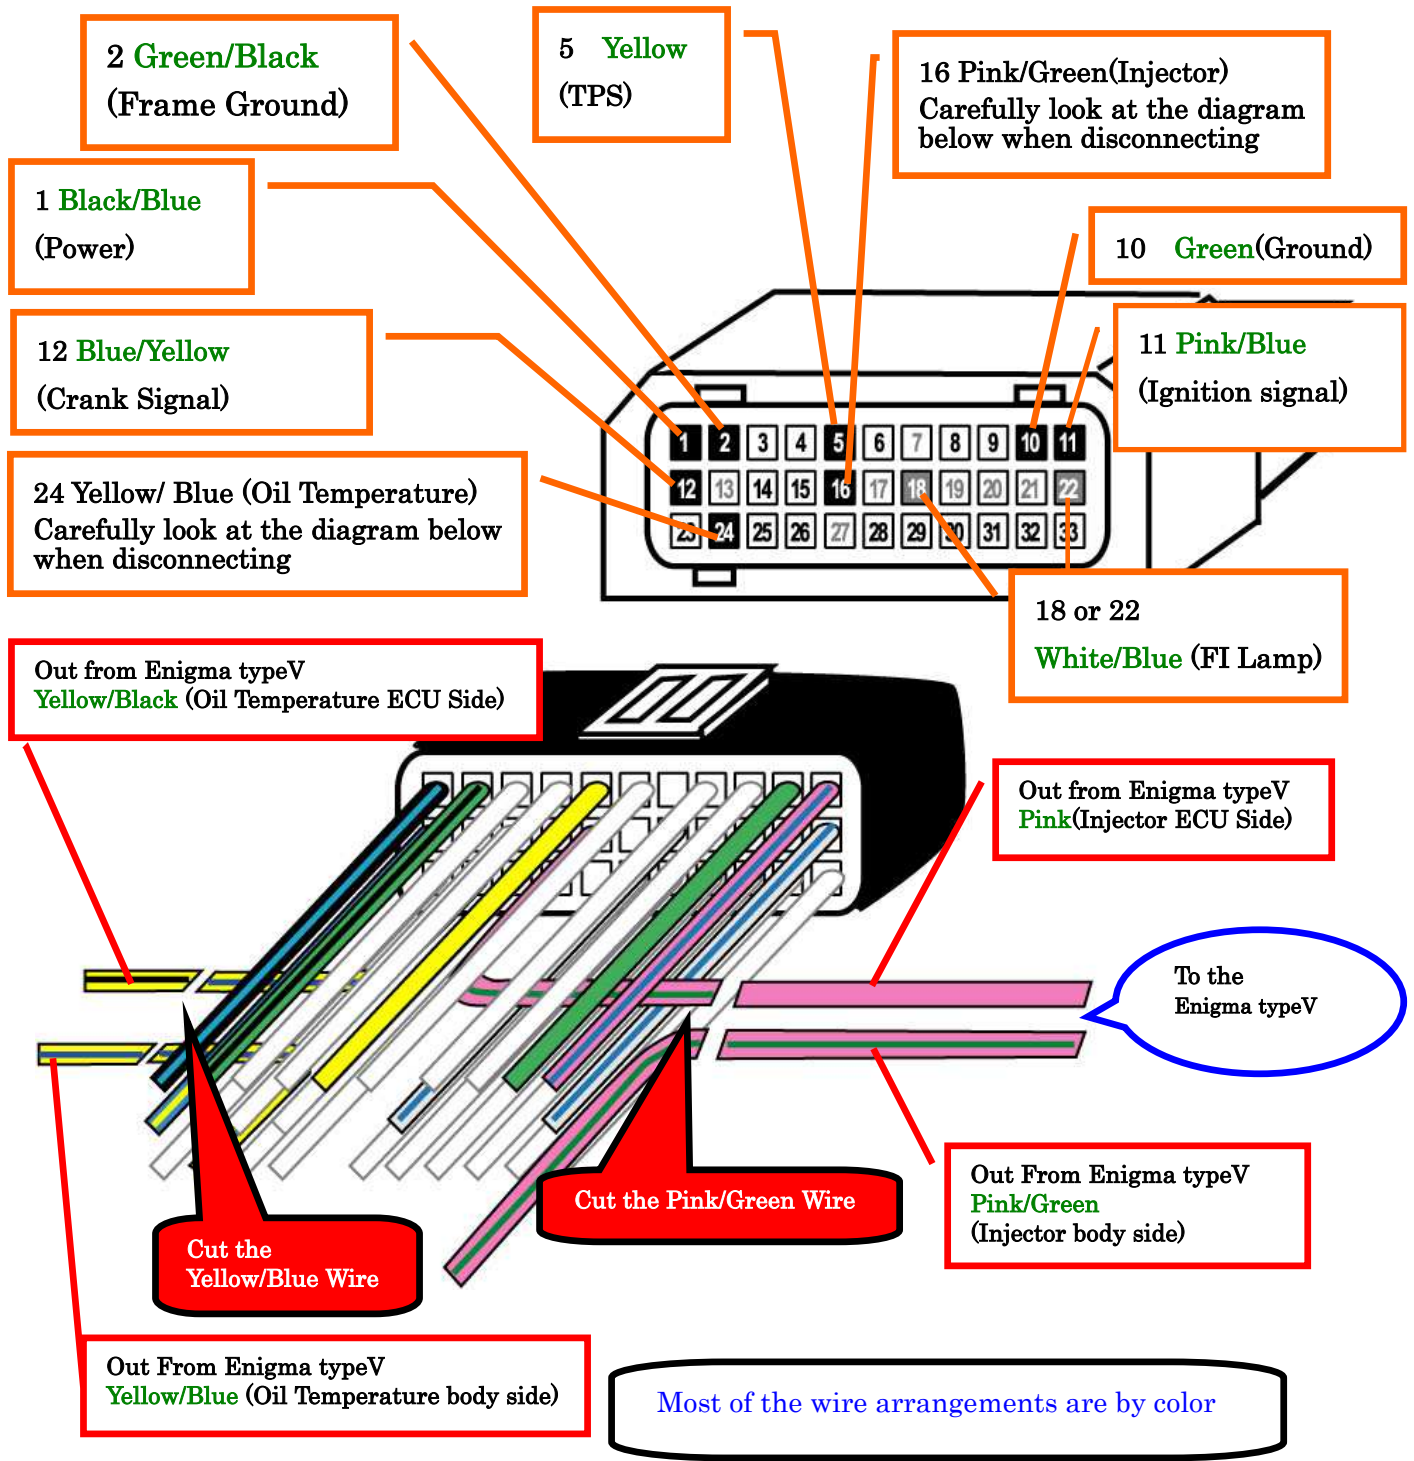 2 Green/Black
(Frame Ground)
5 Yellow
(TPS)
16 Pink/Green(Injector)
Carefully look at the diagram
below when disconnecting
1 Black/Blue
(Power)
10 Green(Ground)
12 Blue/Yellow
(Crank Signal)
11 Pink/Blue
(Ignition signal)
24 Yellow/ Blue (Oil Temperature)
Carefully look at the diagram below
when disconnecting
1 2 3 4 5 6 7 8 9 10 11
12 13 14 15 16 17 18 19 20 21 22
23 24 25 26 27 28 29 30 31 32 33
18 or 22
White/Blue (FI Lamp)
Out from Enigma typeV
Yellow/Black (Oil Temperature ECU Side)
Out from Enigma typeV
Pink(Injector ECU Side)
To the
Enigma typeV
Cut the Pink/Green Wire
Out From Enigma typeV
Pink/Green
(Injector body side)
Cut the
Yellow/Blue Wire
Out From Enigma typeV
Yellow/Blue (Oil Temperature body side)
Most of the wire arrangements are by color